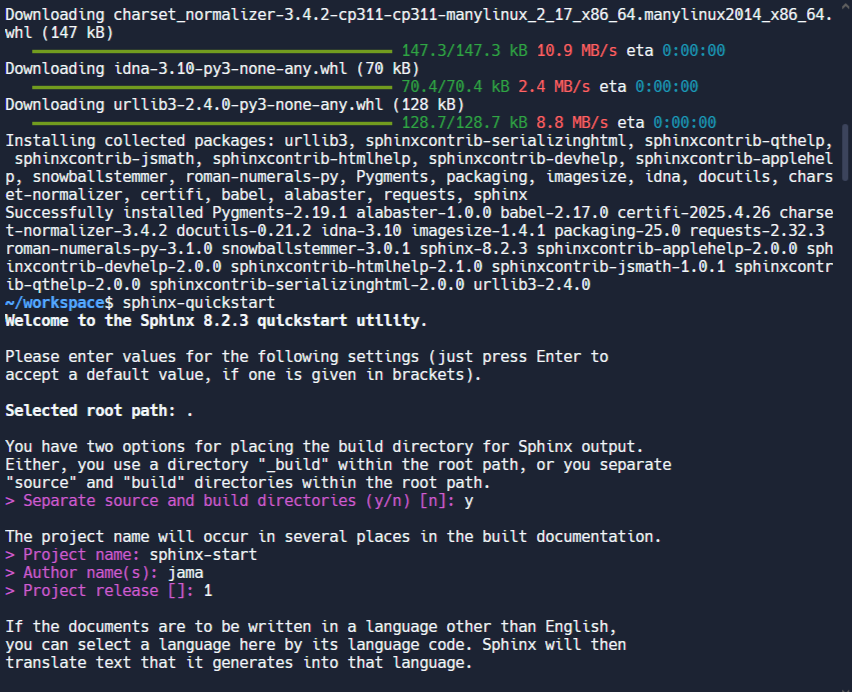 Downloading charset_normalizer-3.4.2-cp311-cp311-manylinux_2_17_x86_64.manylinux2014_x86_64.
whl (147 kB)
147.3/147.3 kB 10.9 MB/s eta 0:00:00
Downloading idna-3.10-py3-none-any.whl (70 kB)
70.4/70.4 kB 2.4 MB/s eta 0:00:00
Downloading urllib3-2.4.0-py3-none-any.whl (128 kB)
128.7/128.7 kB 8.8 MB/s eta 0:00:00
Installing collected packages: urllib3, sphinxcontrib-serializinghtml, sphinxcontrib-qthelp,
sphinxcontrib-jsmath, sphinxcontrib-htmlhelp, sphinxcontrib-devhelp, sphinxcontrib-applehel
p, snowballstemmer, roman-numerals-py, Pygments, packaging, imagesize, idna, docutils, chars
et-normalizer, certifi, babel, alabaster, requests, sphinx
Successfully installed Pygments-2.19.1 alabaster-1.0.0 babel-2.17.0 certifi-2025.4.26 charse
t-normalizer-3.4.2 docutils-0.21.2 idna-3.10 imagesize-1.4.1 packaging-25.0 requests-2.32.3
roman-numerals-py-3.1.0 snowballstemmer-3.0.1 sphinx-8.2.3 sphinxcontrib-applehelp-2.0.0 sph
inxcontrib-devhelp-2.0.0 sphinxcontrib-htmlhelp-2.1.0 sphinxcontrib-jsmath-1.0.1 sphinxcontr
ib-qthelp-2.0.0 sphinxcontrib-serializinghtml-2.0.0 urllib3-2.4.0
~/workspace$ sphinx-quickstart
Welcome to the Sphinx 8.2.3 quickstart utility.
Please enter values for the following settings (just press Enter to
accept a default value, if one is given in brackets).
Selected root path: .
You have two options for placing the build directory for Sphinx output.
Either, you use a directory "_build" within the root path, or you separate
"source" and "build" directories within the root path.
> Separate source and build directories (y/n) [n]: y
The project name will occur in several places in the built documentation.
> Project name: sphinx-start
> Author name(s): jama
> Project release []: 1
If the documents are to be written in a language other than English,
you can select a language here by its language code. Sphinx will then
translate text that it generates into that language.